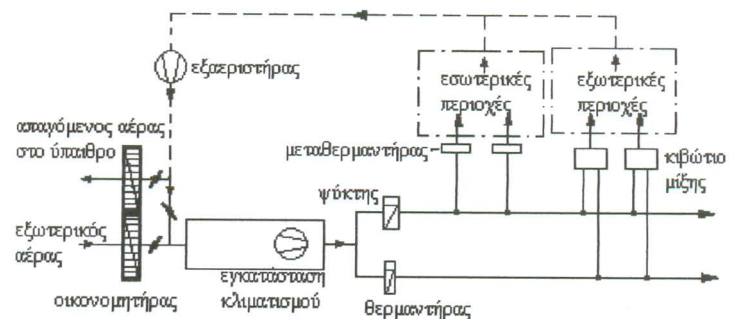 εξαεριστήρας
εσωτερικές
περιοχές
εξωτερικές
περιοχές
απαγόμενος αέρας
στο ύπαιθρο
μεταθερμαντήρας
κιβώτιο
μίξης
ψύκτης
εξωτερικός
αέρας
εγκατάσταση
κλιματισμού
οικονομητήρας
θερμαντήρας